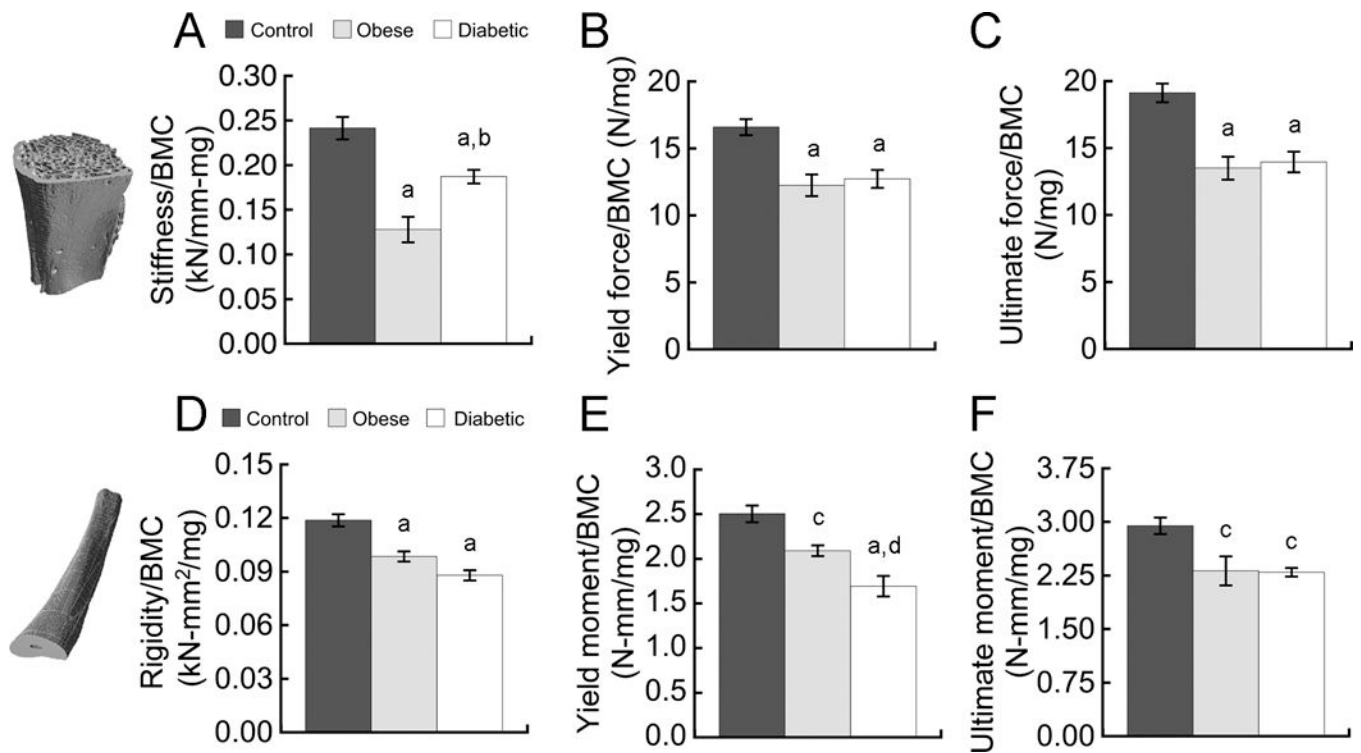 A
Control Obese Diabetic
Stiffness/BMC
(kN/mm-mg)
0.30
0.25
0.20
0.15
0.10
0.05
0.00
a
a,b
B
Yield force/BMC (N/mg)
20
15
10
5
0
a
a
C
Ultimate force/BMC
(N/mg)
20
15
10
5
0
a
a
D
Control Obese Diabetic
Rigidity/BMC
(kN-mm²/mg)
0.15
0.12
0.09
0.06
0.03
0.00
a
a
E
Yield moment/BMC
(N-mm/mg)
3.0
2.5
2.0
1.5
1.0
0.5
0.0
c
a,d
F
Ultimate moment/BMC
(N-mm/mg)
3.75
3.00
2.25
1.50
0.75
0.00
c
c